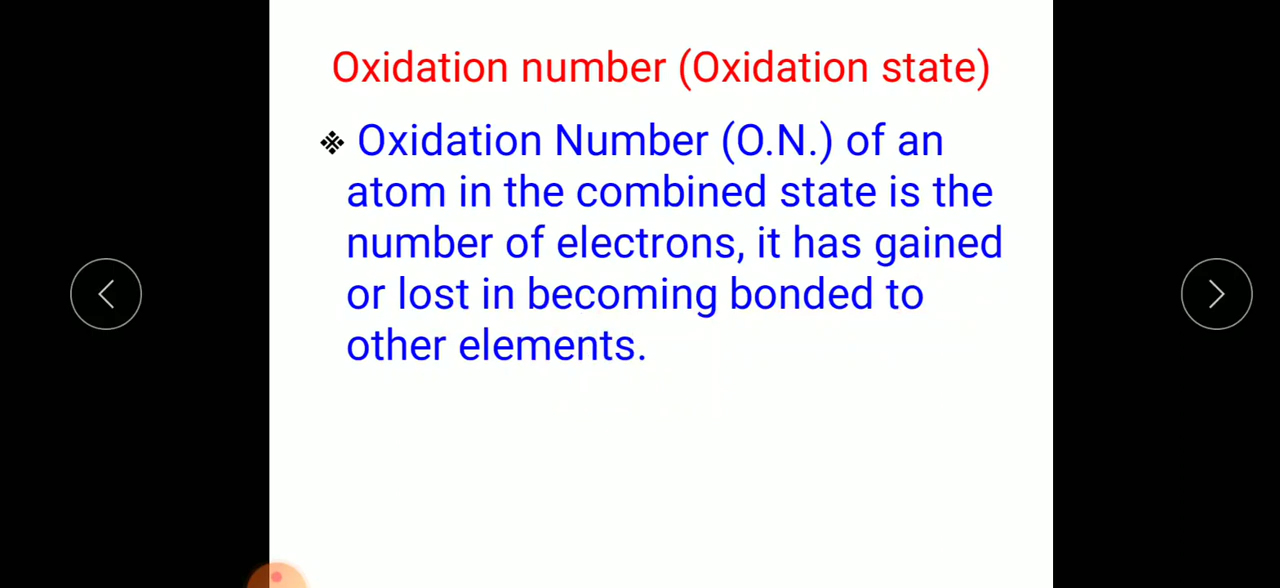 Oxidation number (Oxidation state)
❖ Oxidation Number (O.N.) of an
atom in the combined state is the
number of electrons, it has gained
or lost in becoming bonded to
other elements.